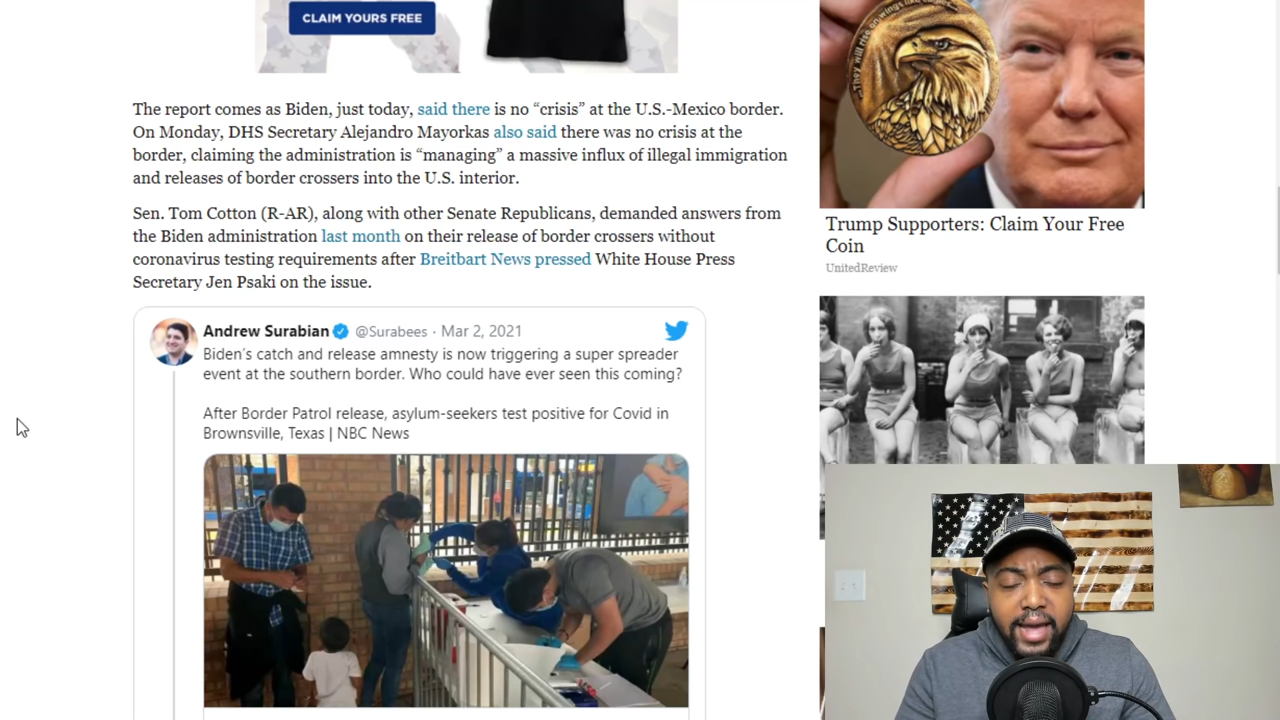 CLAIM YOURS FREE
The report comes as Biden, just today, said there is no “crisis” at the U.S.-Mexico border.
On Monday, DHS Secretary Alejandro Mayorkas also said there was no crisis at the
border, claiming the administration is “managing” a massive influx of illegal immigration
and releases of border crossers into the U.S. interior.
Sen. Tom Cotton (R-AR), along with other Senate Republicans, demanded answers from
the Biden administration last month on their release of border crossers without
coronavirus testing requirements after Breitbart News pressed White House Press
Secretary Jen Psaki on the issue.
Andrew Surabian @Surabees · Mar 2, 2021
Biden’s catch and release amnesty is now triggering a super spreader
event at the southern border. Who could have ever seen this coming?
After Border Patrol release, asylum-seekers test positive for Covid in
Brownsville, Texas | NBC News
They will rise on wings like eagles
Trump Supporters: Claim Your Free
Coin
UnitedReview